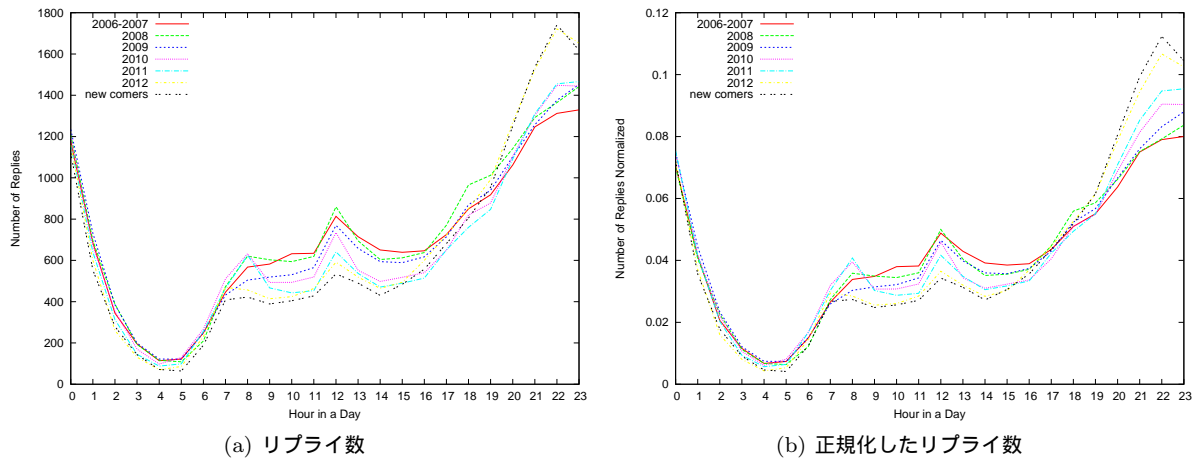 2006-2007
2008
2009
2010
2011
2012
new comers
0
200
400
600
800
1000
1200
1400
1600
1800
Number of Replies
0 1 2 3 4 5 6 7 8 9 10 11 12 13 14 15 16 17 18 19 20 21 22 23
Hour in a Day
(a) リプライ数
2006-2007
2008
2009
2010
2011
2012
new comers
0
0.02
0.04
0.06
0.08
0.1
0.12
Number of Replies Normalized
0 1 2 3 4 5 6 7 8 9 10 11 12 13 14 15 16 17 18 19 20 21 22 23
Hour in a Day
(b) 正規化したリプライ数